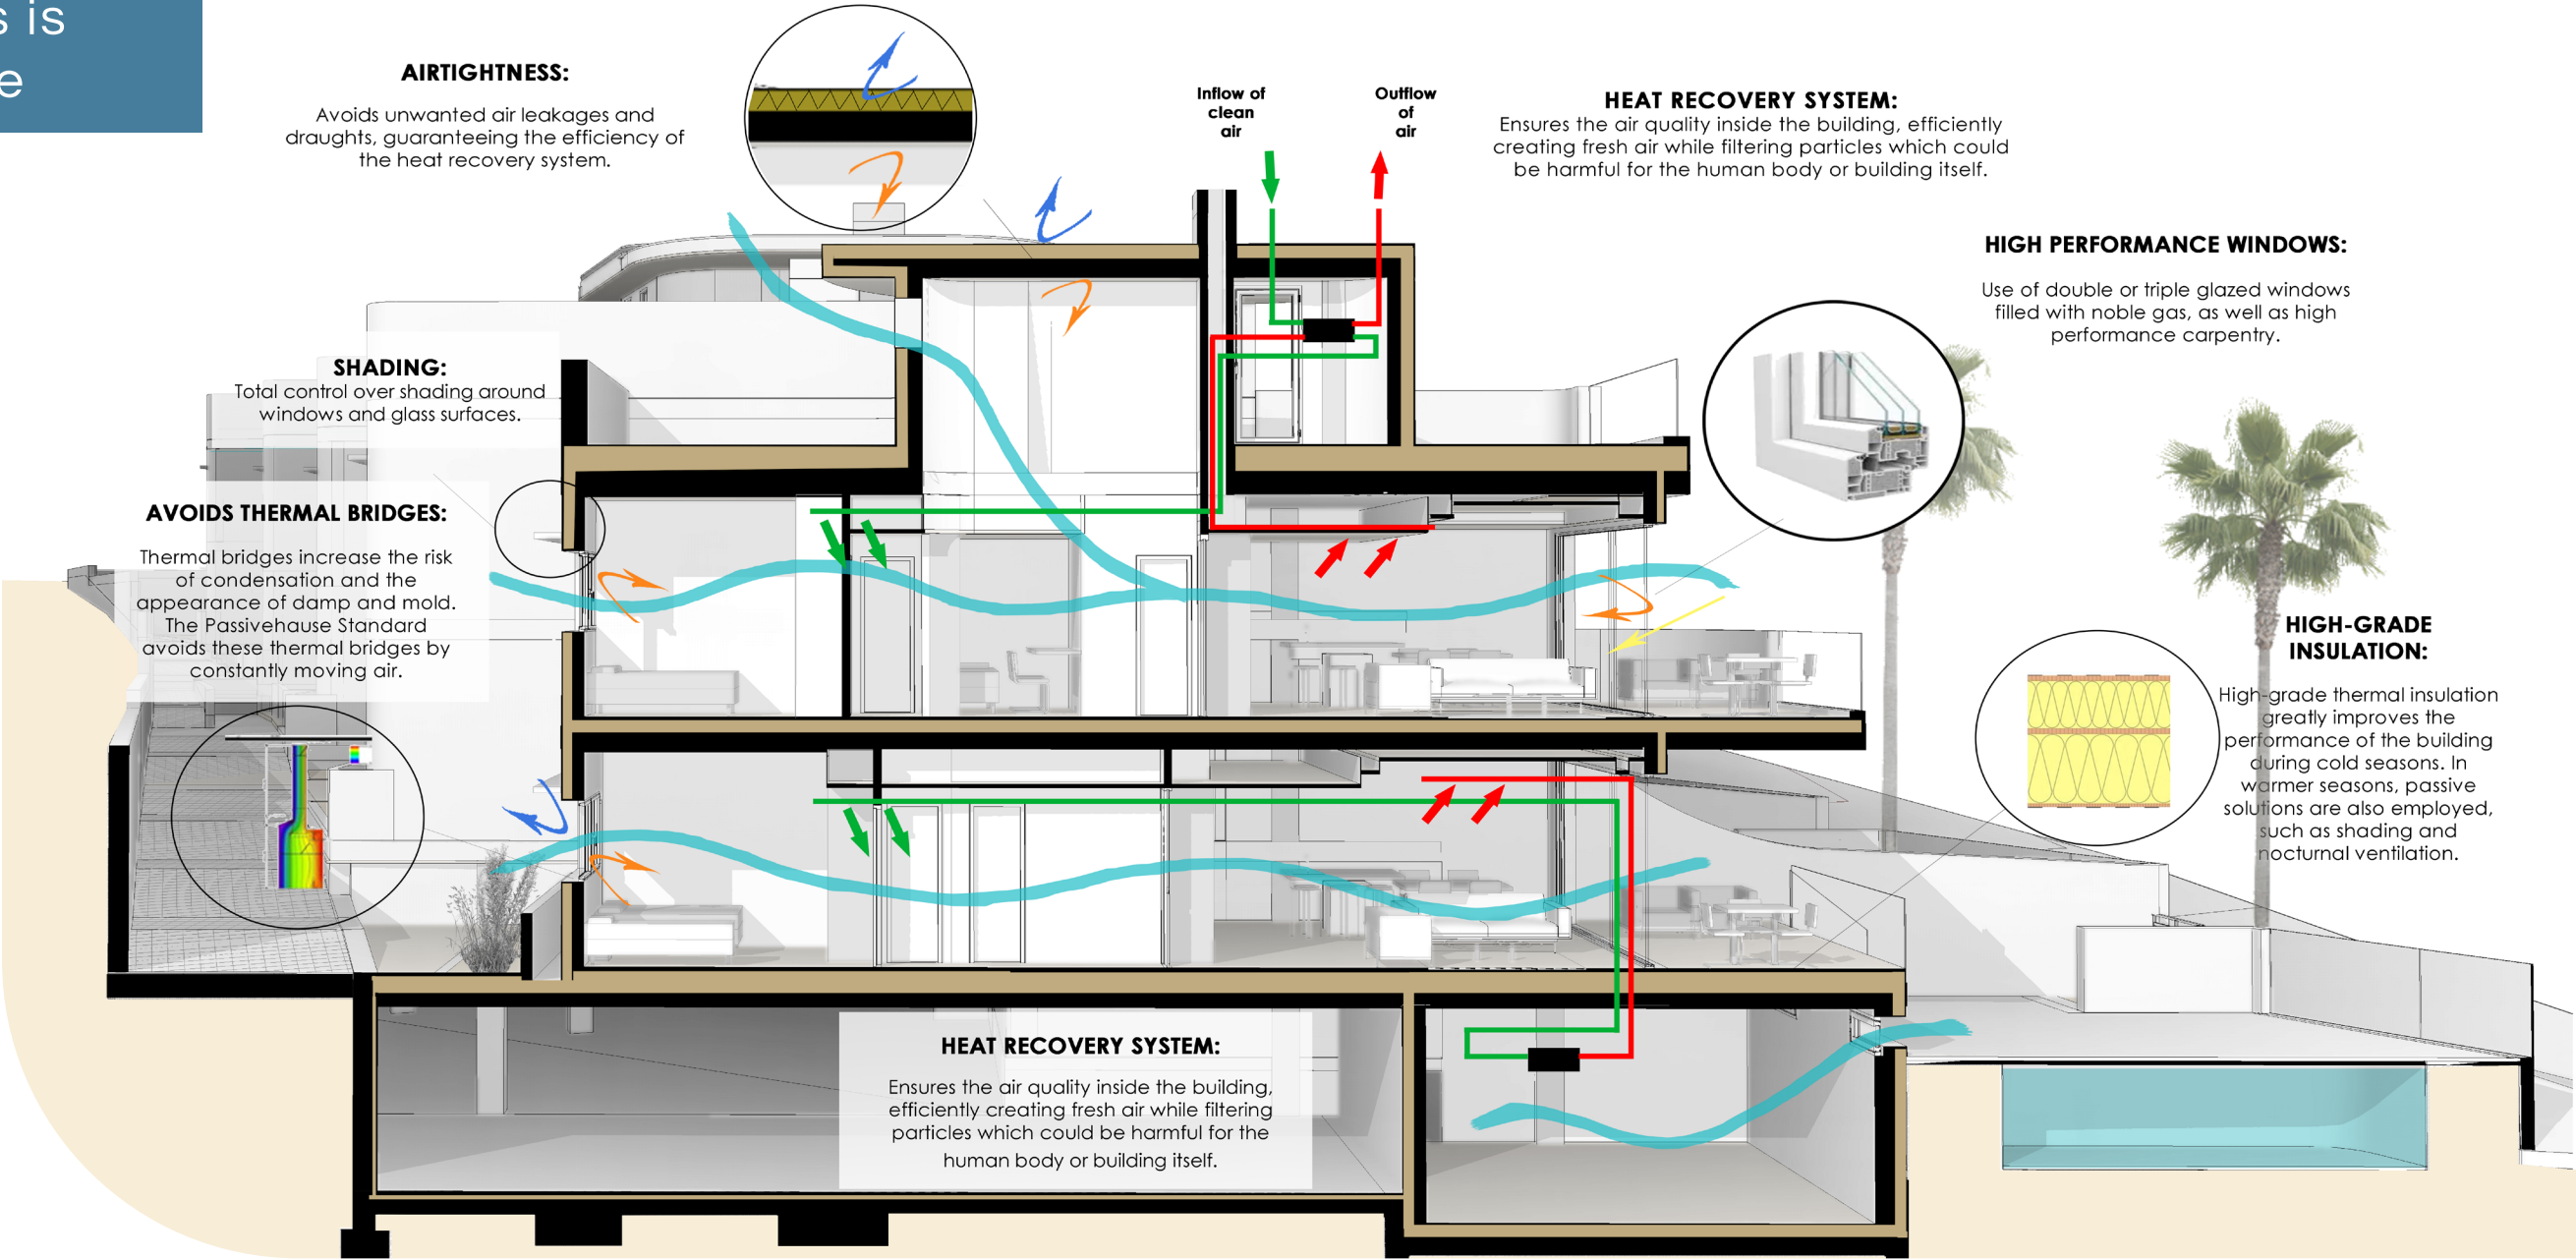 s is
e
AIRTIGHTNESS:
Avoids unwanted air leakages and
draughts, guaranteeing the efficiency of
the heat recovery system.
Inflow of
clean
air
Outflow
of
air
HEAT RECOVERY SYSTEM:
Ensures the air quality inside the building, efficiently
creating fresh air while filtering particles which could
be harmful for the human body or building itself.
HIGH PERFORMANCE WINDOWS:
Use of double or triple glazed windows
filled with noble gas, as well as high
performance carpentry.
SHADING:
Total control over shading around
windows and glass surfaces.
AVOIDS THERMAL BRIDGES:
Thermal bridges increase the risk
of condensation and the
appearance of damp and mold.
The Passivehause Standard
avoids these thermal bridges by
constantly moving air.
HIGH-GRADE
INSULATION:
High-grade thermal insulation
greatly improves the
performance of the building
during cold seasons. In
warmer seasons, passive
solutions are also employed,
such as shading and
nocturnal ventilation.
HEAT RECOVERY SYSTEM:
Ensures the air quality inside the building,
efficiently creating fresh air while filtering
particles which could be harmful for the
human body or building itself.